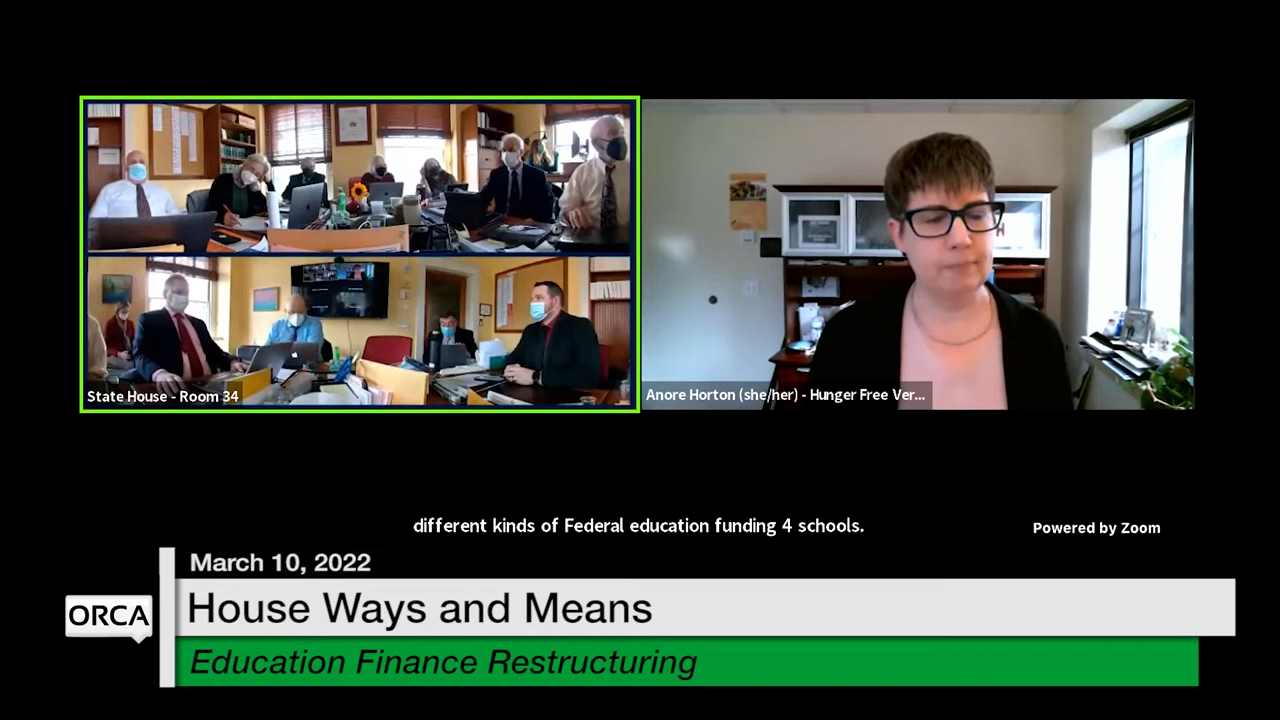 State House - Room 34
Anore Horton (she/her) - Hunger Free Ver...
different kinds of Federal education funding 4 schools.
Powered by Zoom
March 10, 2022
ORCA
House Ways and Means
Education Finance Restructuring